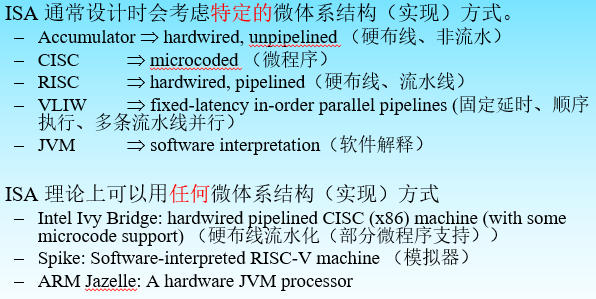 ISA 通常设计时会考虑特定的微体系结构（实现）方式。
– Accumulator ⇒ hardwired, unpipelined （硬布线、非流水）
– CISC ⇒ microcoded （微程序）
– RISC ⇒ hardwired, pipelined（硬布线、流水线）
– VLIW ⇒ fixed-latency in-order parallel pipelines (固定延时、顺序
执行、多条流水线并行）
– JVM ⇒ software interpretation（软件解释）
ISA 理论上可以用任何微体系结构（实现）方式
– Intel Ivy Bridge: hardwired pipelined CISC (x86) machine (with some
microcode support) （硬布线流水化（部分微程序支持））
– Spike: Software-interpreted RISC-V machine （模拟器）
– ARM Jazelle: A hardware JVM processor